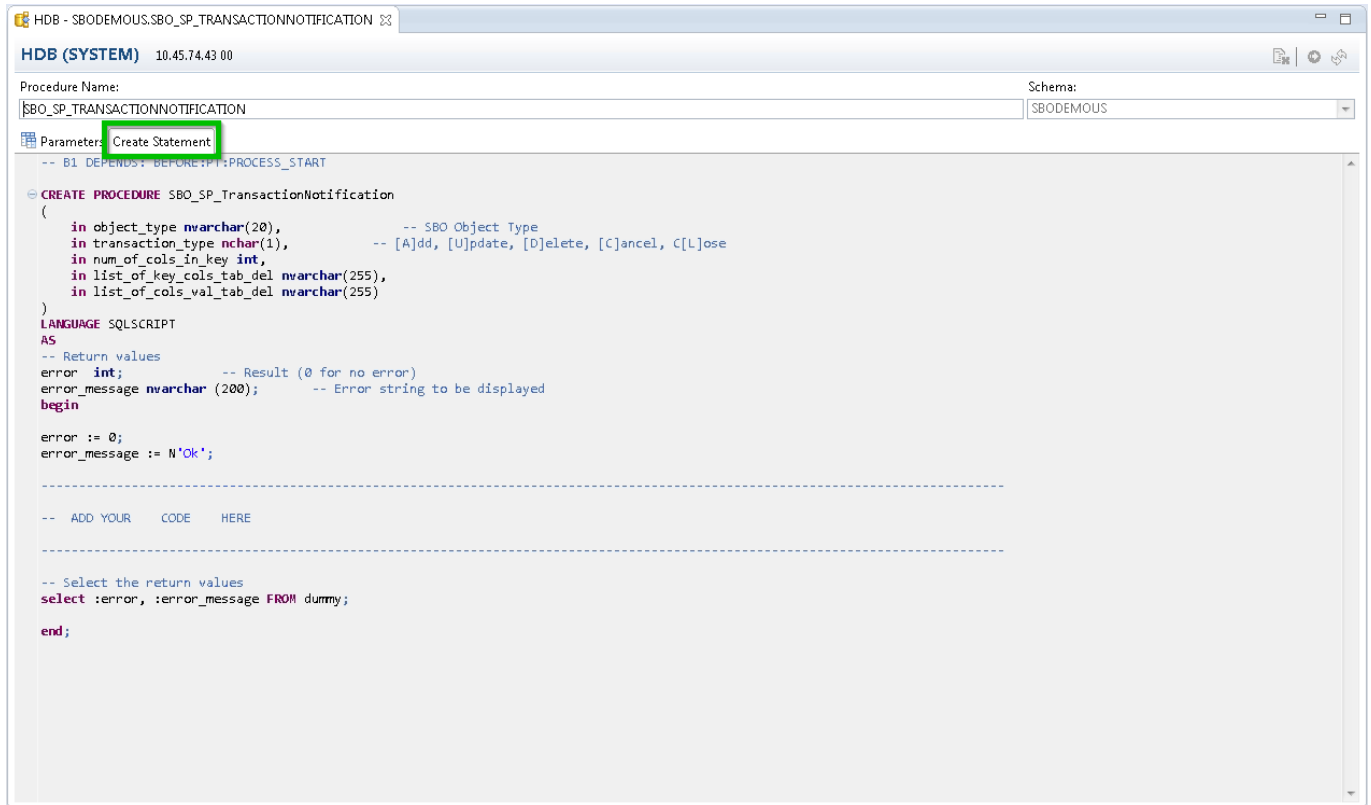 HDB - SBODEMOUS.SBO_SP_TRANSACTIONNOTIFICATION
HDB (SYSTEM) 10.45.74.43 00
Procedure Name:
Schema:
SBO_SP_TRANSACTIONNOTIFICATION
SBODEMOUS
Parameters Create Statement
-- B1 DEPENDS: BEFORE:PT:PROCESS_START
CREATE PROCEDURE SBO_SP_TransactionNotification
(
in object_type nvarchar(20), -- SBO Object Type
in transaction_type nchar(1), -- [A]dd, [U]pdate, [D]elete, [C]ancel, C[L]ose
in num_of_cols_in_key int,
in list_of_key_cols_tab_del nvarchar(255),
in list_of_cols_val_tab_del nvarchar(255)
)
LANGUAGE SQLSCRIPT
AS
-- Return values
error int; -- Result (0 for no error)
error_message nvarchar (200); -- Error string to be displayed
begin
error := 0;
error_message := N'Ok';
--------------------------------------------------------------------------------------------------------------------------------
-- ADD YOUR CODE HERE
--------------------------------------------------------------------------------------------------------------------------------
-- Select the return values
select :error, :error_message FROM dummy;
end;